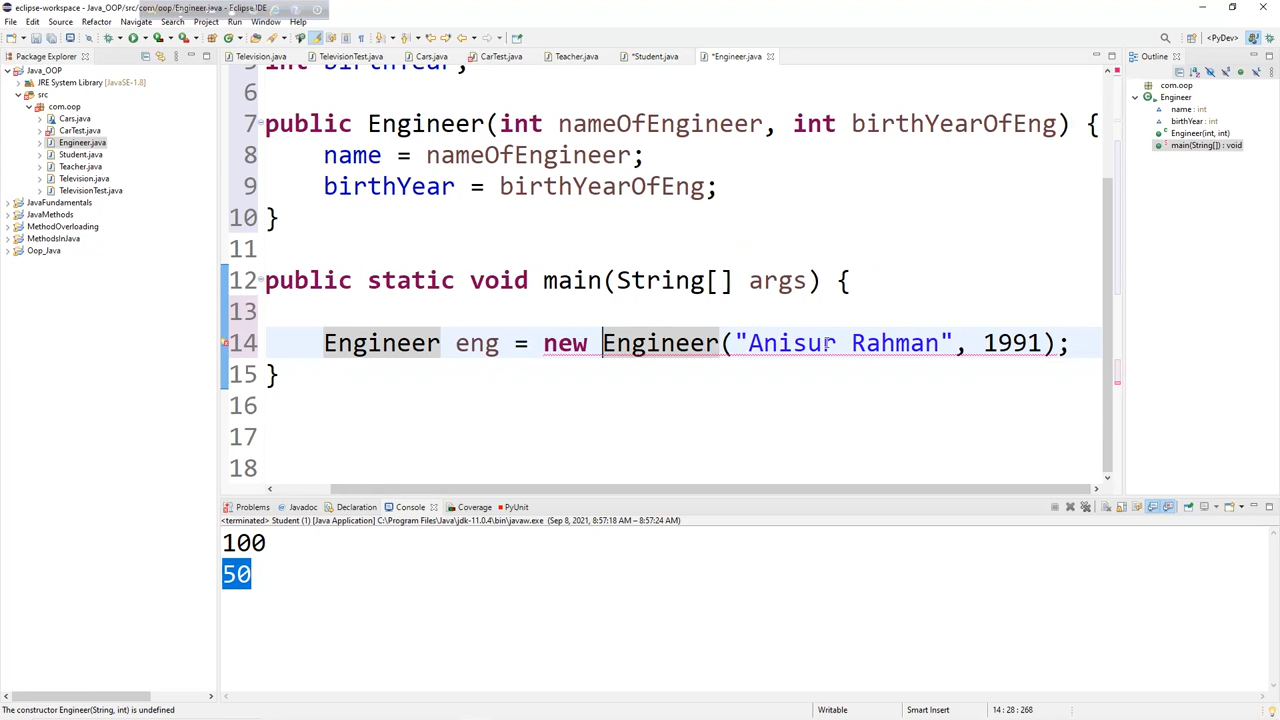 eclipse-workspace - Java_OOP/src/com/oop/Engineer.java - Eclipse IDE
File Edit Source Refactor Navigate Search Project Run Window Help
<PyDev>
Package Explorer
Java_OOP
JRE System Library [JavaSE-1.8]
src
com.oop
Cars.java
CarTest.java
Engineer.java
Student.java
Teacher.java
Television.java
TelevisionTest.java
JavaFundamentals
JavaMethods
MethodOverloading
MethodsInJava
Oop_Java
Television.java TelevisionTest.java Cars.java CarTest.java Teacher.java *Student.java *Engineer.java
5 int birthYear;
6
7 public Engineer(int nameOfEngineer, int birthYearOfEng) {
8 name = nameOfEngineer;
9 birthYear = birthYearOfEng;
10 }
11
12 public static void main(String[] args) {
13
14 Engineer eng = new Engineer("Anisur Rahman", 1991);
15 }
16
17
18
Outline
com.oop
Engineer
name : int
birthYear : int
Engineer(int, int)
main(String[]) : void
Problems Javadoc Declaration Console Coverage PyUnit
<terminated> Student (1) [Java Application] C:\Program Files\Java\jdk-11.0.4\bin\javaw.exe (Sep 8, 2021, 8:57:18 AM – 8:57:24 AM)
100
50
The constructor Engineer(String, int) is undefined
Writable Smart Insert 14 : 28 : 268